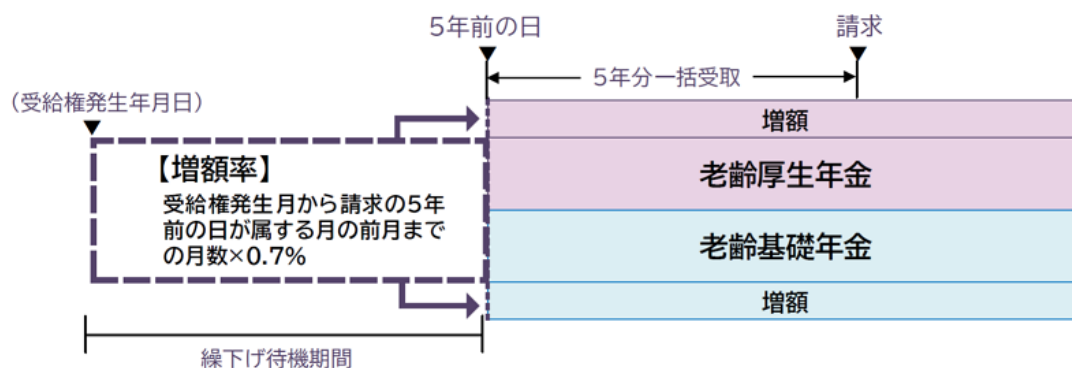 5年前の日
請求
5年分一括受取
(受給権発生年月日)
増額
【増額率】
受給権発生月から請求の5年
前の日が属する月の前月まで
の月数×0.7%
老齢厚生年金
老齢基礎年金
増額
繰下げ待機期間